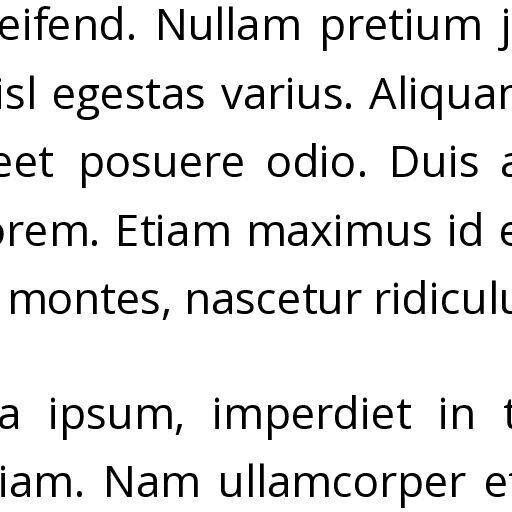 eifend. Nullam pretium j
isl egestas varius. Aliquan
eet posuere odio. Duis a
orem. Etiam maximus id e
montes, nascetur ridiculu
a ipsum, imperdiet in t
iam. Nam ullamcorper et